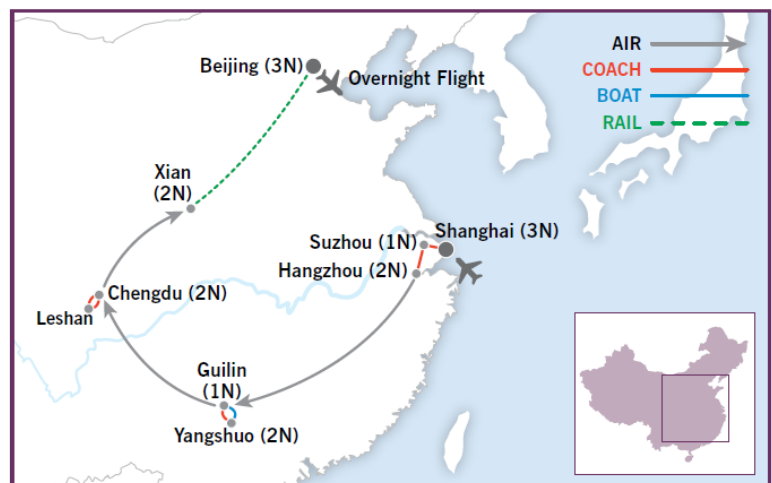 Beijing (3N)
Overnight Flight
AIR
COACH
BOAT
RAIL
Xian
(2N)
Shanghai (3N)
Suzhou (1N)
Hangzhou (2N)
Chengdu (2N)
Leshan
Guilin
(1N)
Yangshuo (2N)